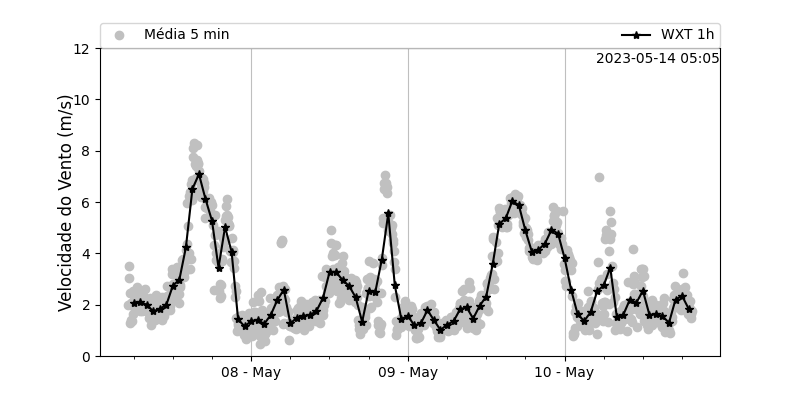 Média 5 min
WXT 1h
2023-05-14 05:05
Velocidade do Vento (m/s)
12
10
8
6
4
2
0
08 - May
09 - May
10 - May